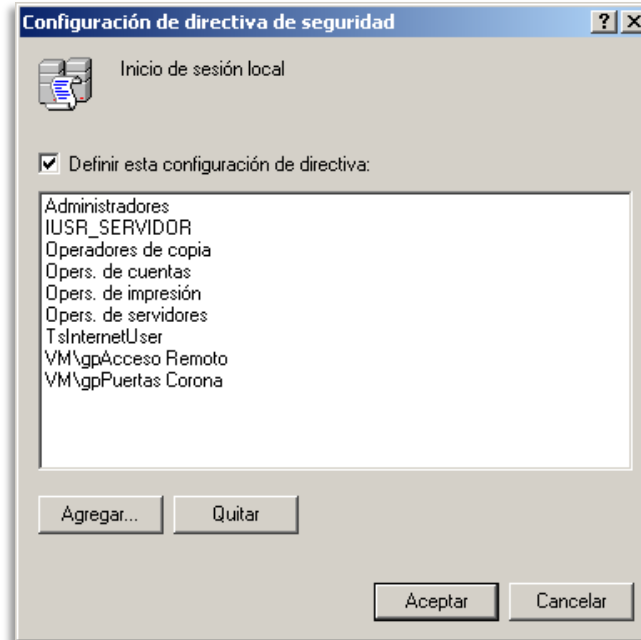 Configuración de directiva de seguridad
Inicio de sesión local
Definir esta configuración de directiva:
Administradores
IUSR_SERVIDOR
Operadores de copia
Opers. de cuentas
Opers. de impresión
Opers. de servidores
TsInternetUser
VM\gpAcceso Remoto
VM\gpPuertas Corona
Agregar... Quitar
Aceptar Cancelar